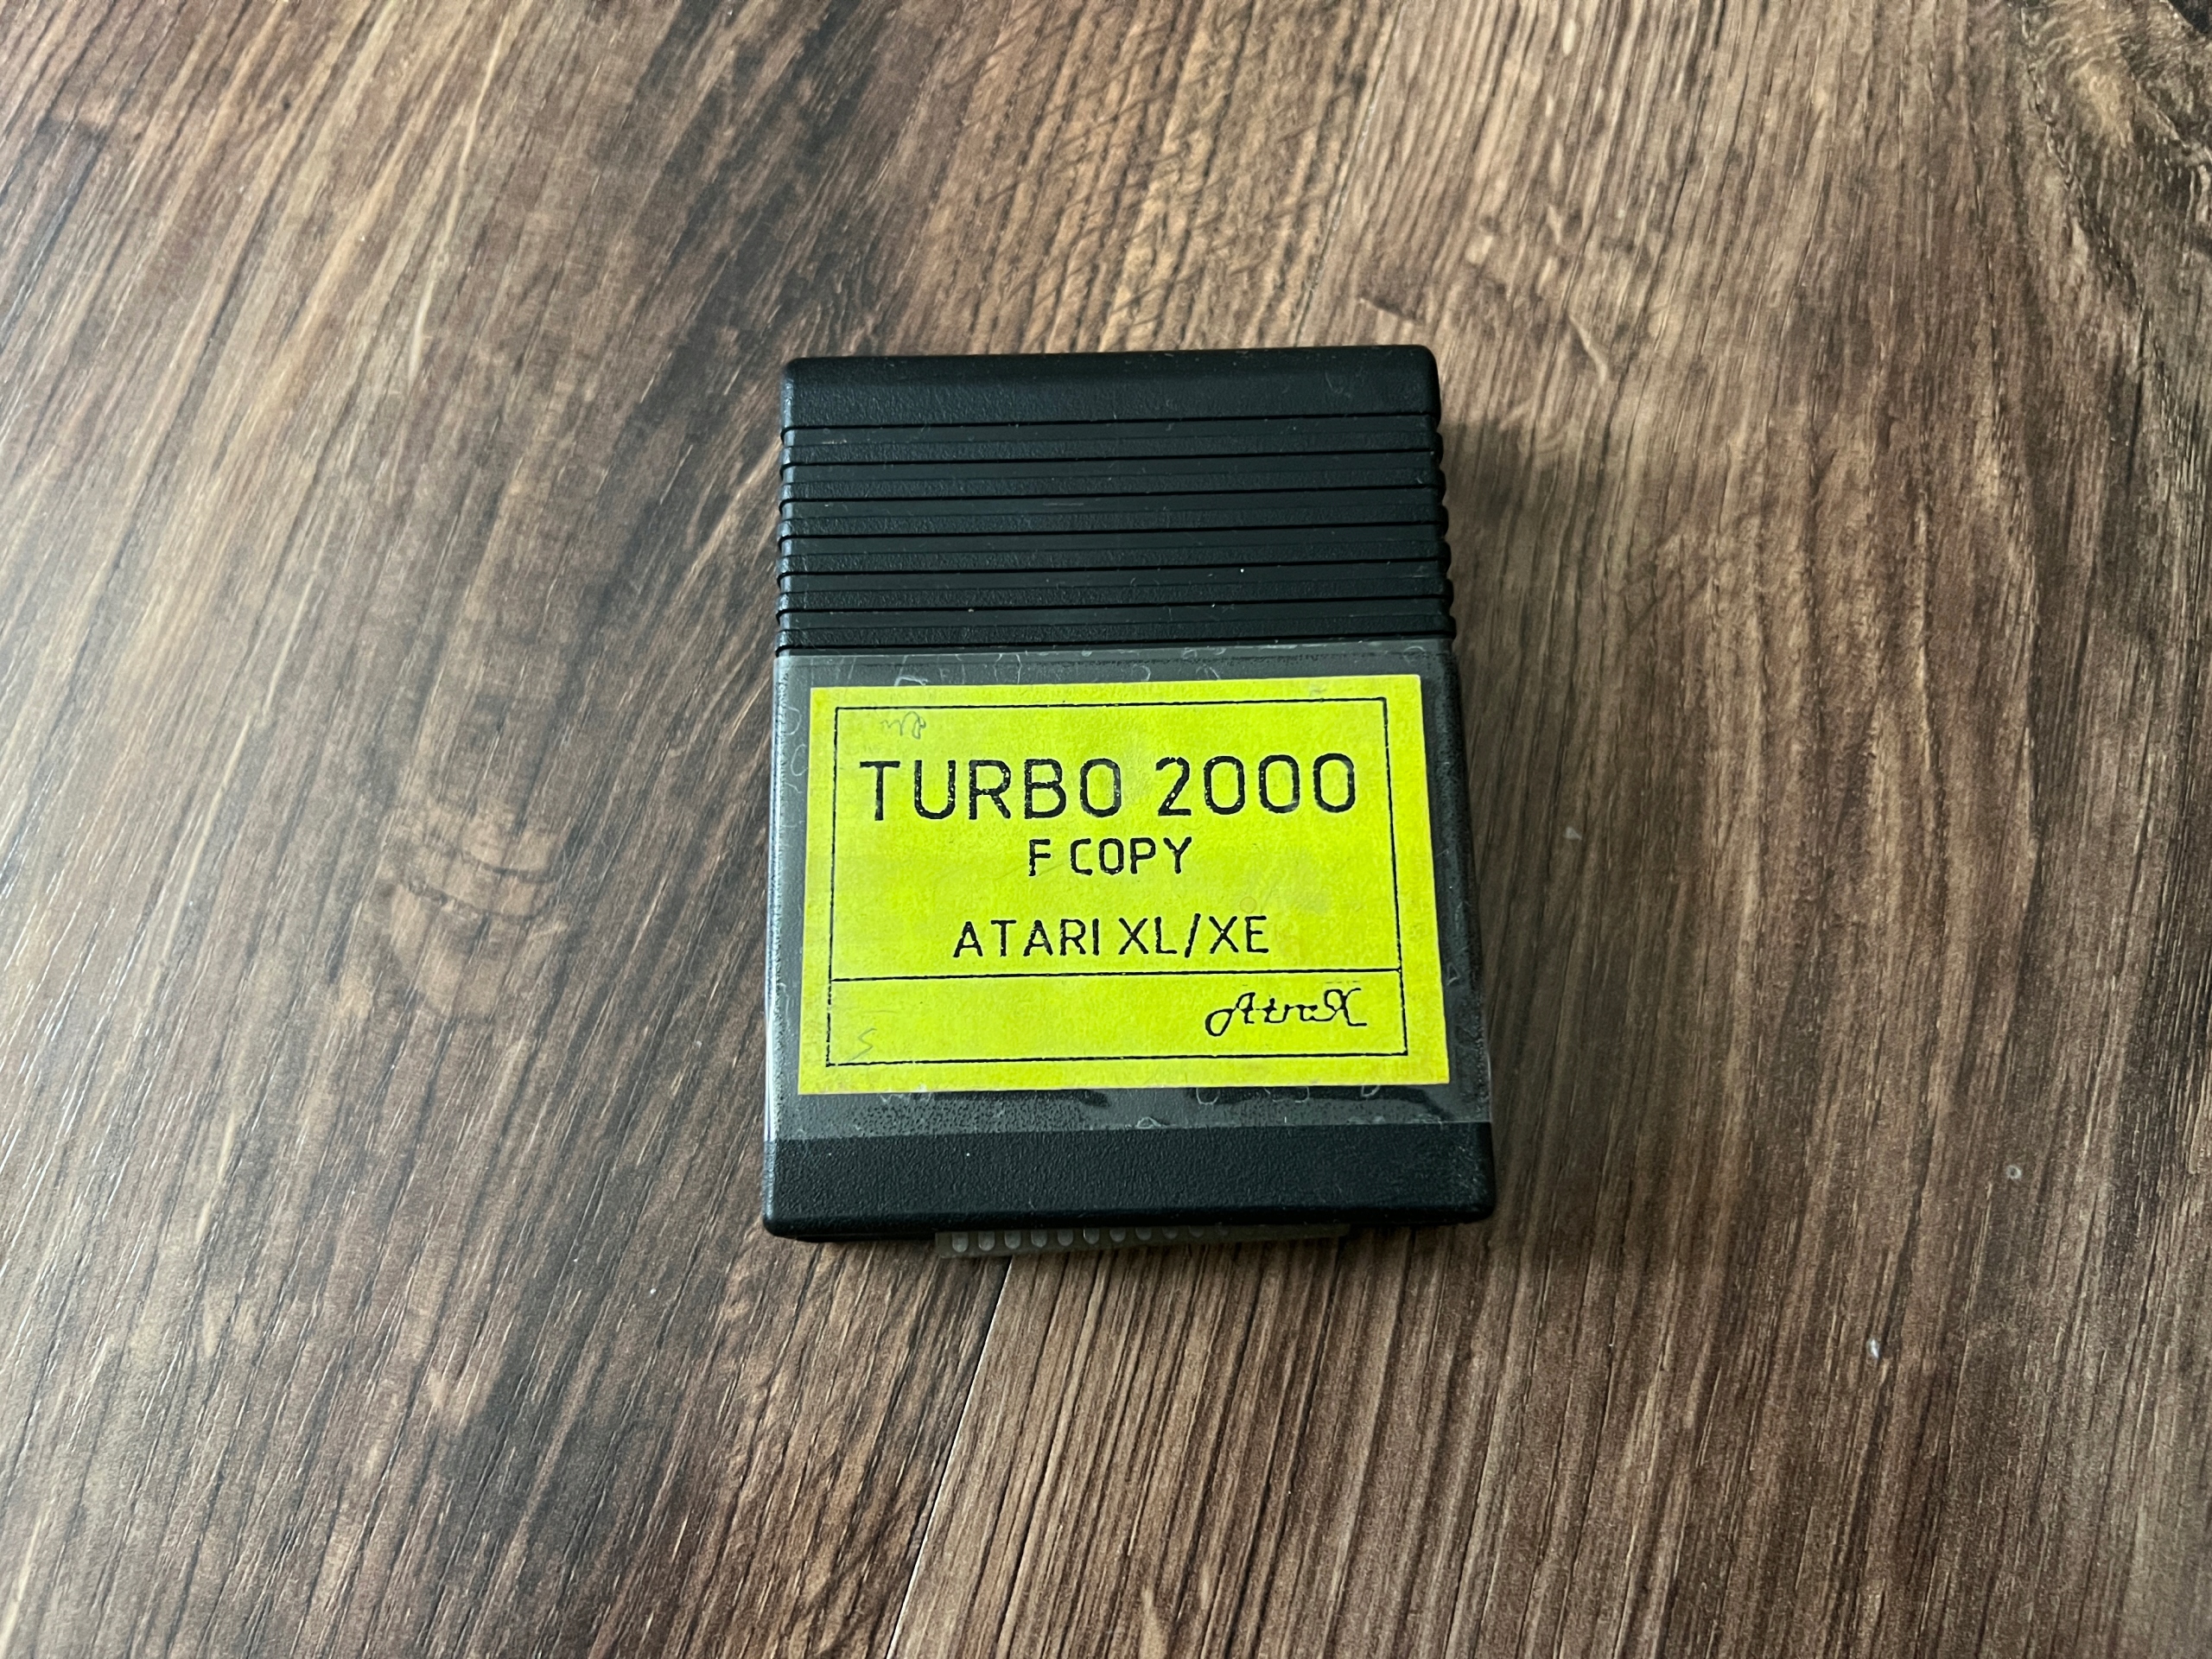 TURBO 2000
F COPY
ATARI XL/XE
AtraX